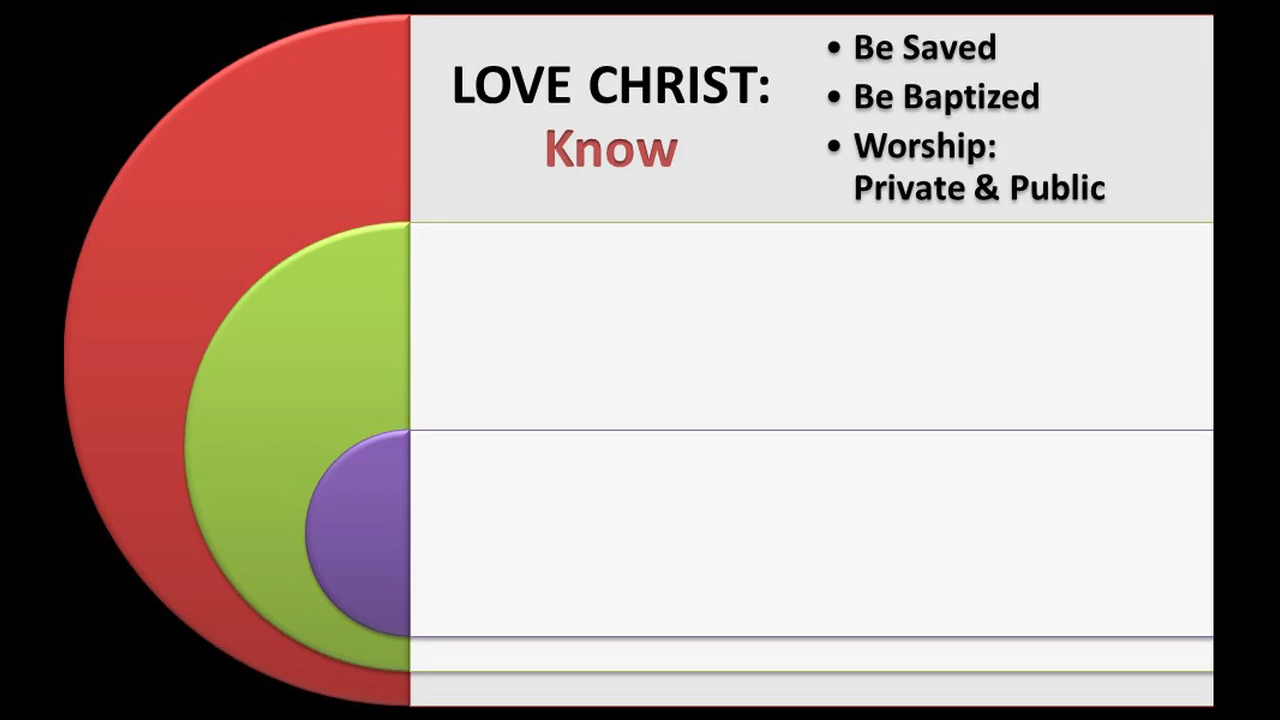 LOVE CHRIST:
Know
• Be Saved
• Be Baptized
• Worship:
Private & Public